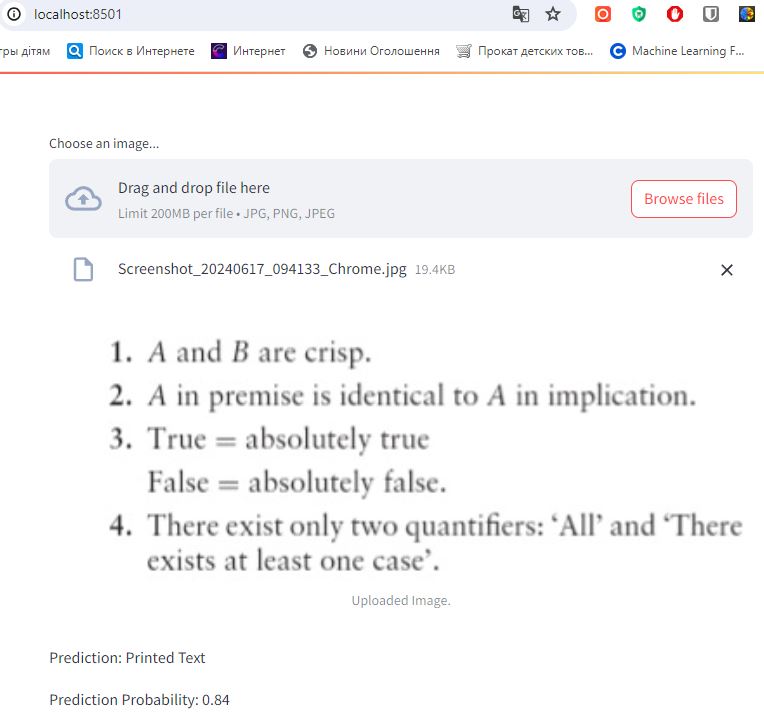 localhost:8501
гры дітям Поиск в Интернете Интернет Новини Оголошення Прокат детских тов... Machine Learning F...
Choose an image...
Drag and drop file here
Limit 200MB per file • JPG, PNG, JPEG
Browse files
Screenshot_20240617_094133_Chrome.jpg 19.4KB
1. A and B are crisp.
2. A in premise is identical to A in implication.
3. True = absolutely true
False = absolutely false.
4. There exist only two quantifiers: ‘All’ and ‘There
exists at least one case’.
Uploaded Image.
Prediction: Printed Text
Prediction Probability: 0.84